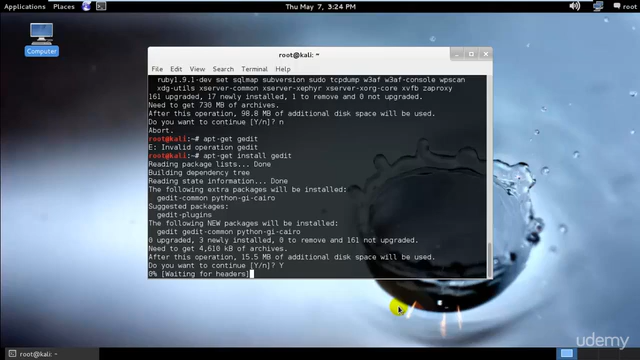 Applications Places Thu May 7, 3:24 PM root
Computer
root@kali: ~
File Edit View Search Terminal Help
ruby1.9.1-dev set sqlmap subversion sudo tcpdump w3af w3af-console wpscan
xdg-utils xserver-common xserver-xephyr xserver-xorg-core xvfb zaproxy
161 upgraded, 17 newly installed, 1 to remove and 0 not upgraded.
Need to get 730 MB of archives.
After this operation, 98.8 MB of additional disk space will be used.
Do you want to continue [Y/n]? n
Abort.
root@kali:~# apt-get gedit
E: Invalid operation gedit
root@kali:~# apt-get install gedit
Reading package lists... Done
Building dependency tree
Reading state information... Done
The following extra packages will be installed:
gedit-common python-gi-cairo
Suggested packages:
gedit-plugins
The following NEW packages will be installed:
gedit gedit-common python-gi-cairo
0 upgraded, 3 newly installed, 0 to remove and 161 not upgraded.
Need to get 4,610 kB of archives.
After this operation, 15.5 MB of additional disk space will be used.
Do you want to continue [Y/n]? Y
0% [Waiting for headers]
root@kali: ~
udemy